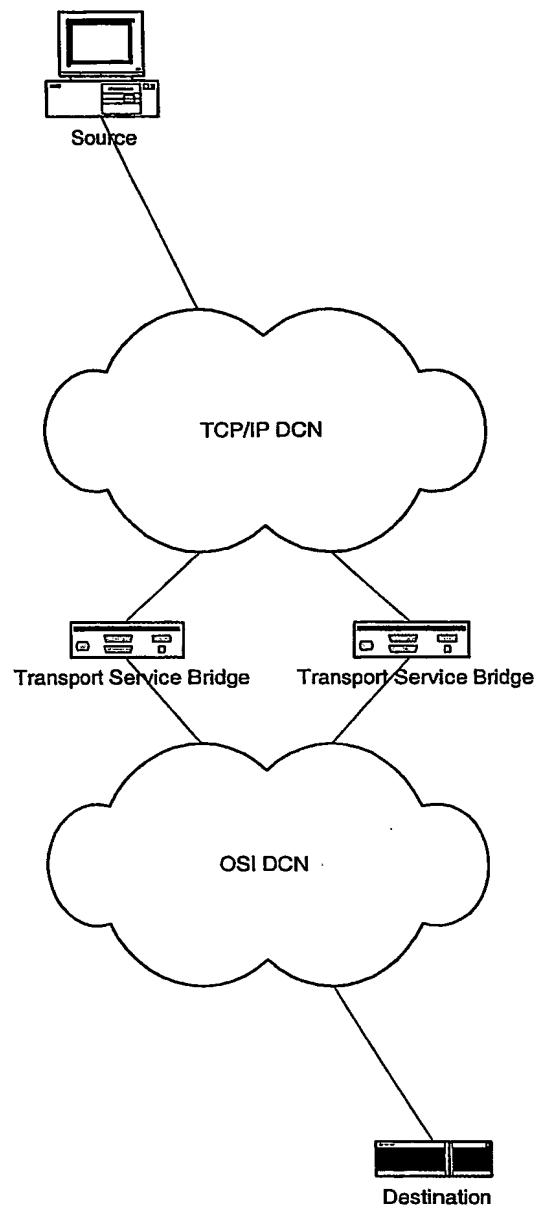 Source
TCP/IP DCN
Transport Service Bridge
Transport Service Bridge
OSI DCN
Destination